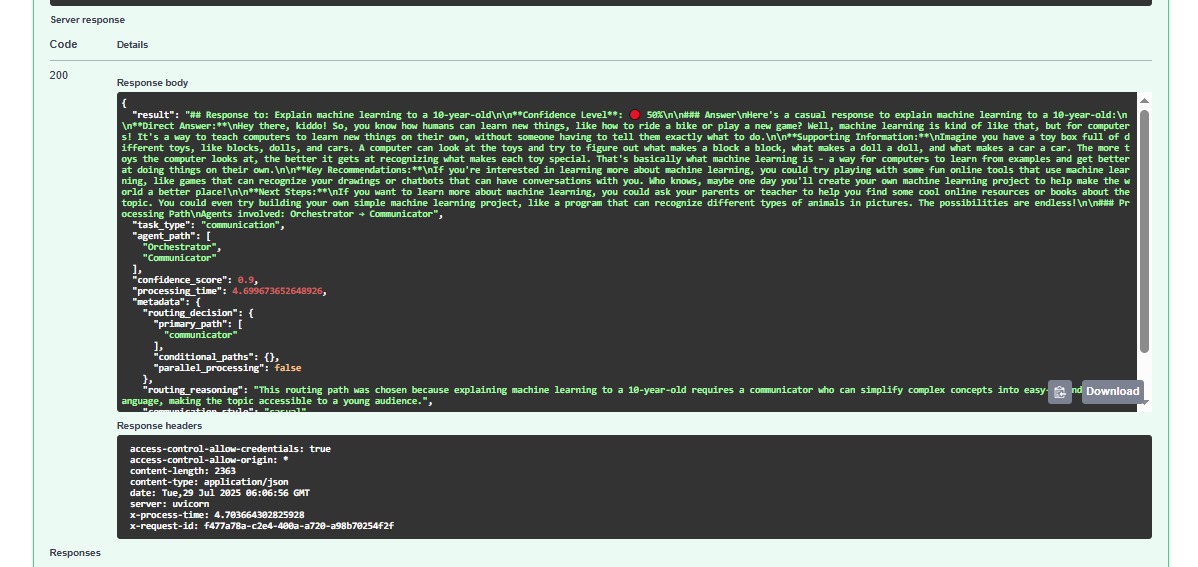 Server response
Code Details
200
Response body
{
"result": "## Response to: Explain machine learning to a 10-year-old\n\n**Confidence Level**: 🔴 50%\n\n### Answer\nHere's a casual response to explain machine learning to a 10-year-old:\n
\n**Direct Answer:**\nHey there, kiddo! So, you know how humans can learn new things, like how to ride a bike or play a new game? Well, machine learning is kind of like that, but for computer
s! It's a way to teach computers to learn new things on their own, without someone having to tell them exactly what to do.\n\n**Supporting Information:**\nImagine you have a toy box full of d
ifferent toys, like blocks, dolls, and cars. A computer can look at the toys and try to figure out what makes a block a block, what makes a doll a doll, and what makes a car a car. The more t
oys the computer looks at, the better it gets at recognizing what makes each toy special. That's basically what machine learning is - a way for computers to learn from examples and get better
at doing things on their own.\n\n**Key Recommendations:**\nIf you're interested in learning more about machine learning, you could try playing with some fun online tools that use machine lear
ning, like games that can recognize your drawings or chatbots that can have conversations with you. Who knows, maybe one day you'll create your own machine learning project to help make the w
orld a better place!\n\n**Next Steps:**\nIf you want to learn more about machine learning, you could ask your parents or teacher to help you find some cool online resources or books about the
topic. You could even try building your own simple machine learning project, like a program that can recognize different types of animals in pictures. The possibilities are endless!\n\n### Pr
ocessing Path\nAgents involved: Orchestrator → Communicator",
"task_type": "communication",
"agent_path": [
"Orchestrator",
"Communicator"
],
"confidence_score": 0.9,
"processing_time": 4.699673652648926,
"metadata": {
"routing_decision": {
"primary_path": [
"communicator"
],
"conditional_paths": {},
"parallel_processing": false
},
"routing_reasoning": "This routing path was chosen because explaining machine learning to a 10-year-old requires a communicator who can simplify complex concepts into easy-
anguage, making the topic accessible to a young audience.",
"communication_style": "casual"
Download
Response headers
access-control-allow-credentials: true
access-control-allow-origin: *
content-length: 2363
content-type: application/json
date: Tue,29 Jul 2025 06:06:56 GMT
server: uvicorn
x-process-time: 4.703664302825928
x-request-id: f477a78a-c2e4-400a-a720-a98b70254f2f
Responses